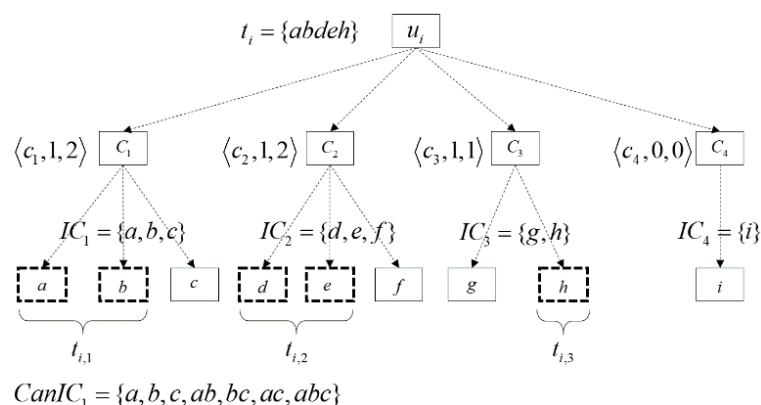 t_i = {abdeh} u_i
⟨c_1,1,2⟩ C_1 ⟨c_2,1,2⟩ C_2 ⟨c_3,1,1⟩ C_3 ⟨c_4,0,0⟩ C_4
IC_1 = {a,b,c} IC_2 = {d,e,f} IC_3 = {g,h} IC_4 = {i}
a b c d e f g h i
t_{i,1} t_{i,2} t_{i,3}
CanIC_1 = {a,b,c,ab,bc,ac,abc}